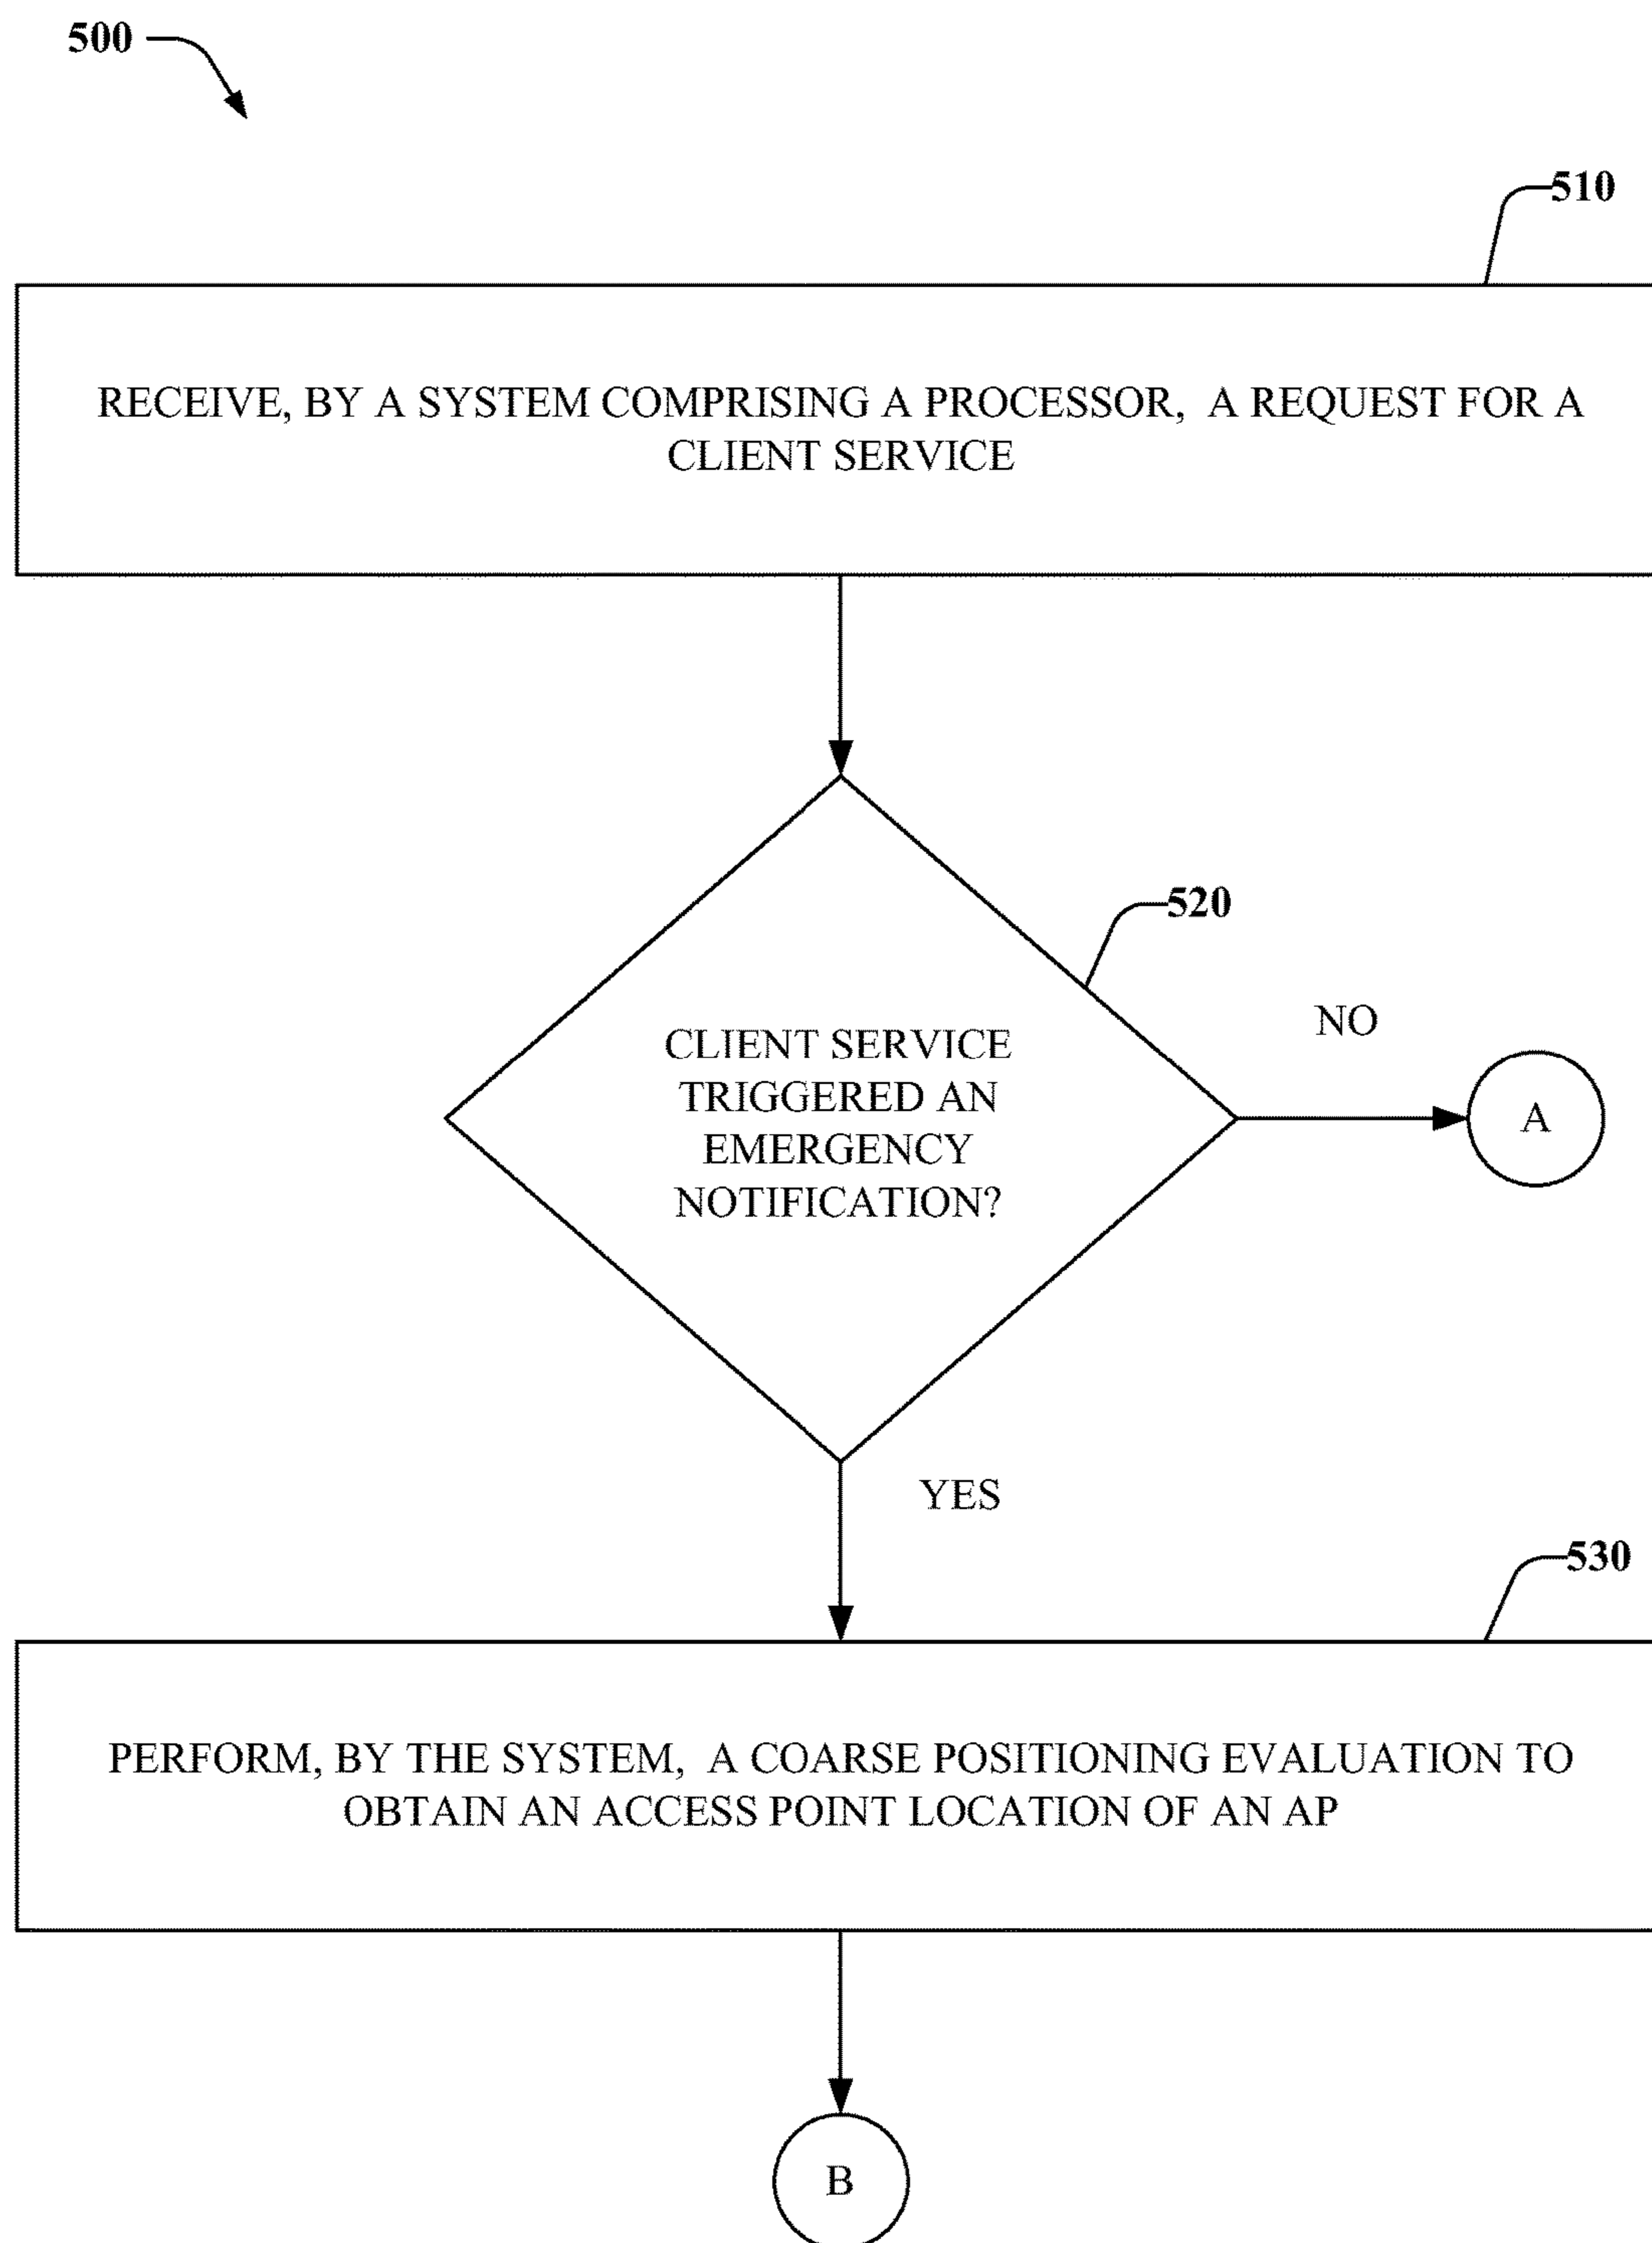 500
510
RECEIVE, BY A SYSTEM COMPRISING A PROCESSOR, A REQUEST FOR A
CLIENT SERVICE
520
CLIENT SERVICE
TRIGGERED AN
EMERGENCY
NOTIFICATION?
NO
A
YES
530
PERFORM, BY THE SYSTEM, A COARSE POSITIONING EVALUATION TO
OBTAIN AN ACCESS POINT LOCATION OF AN AP
B